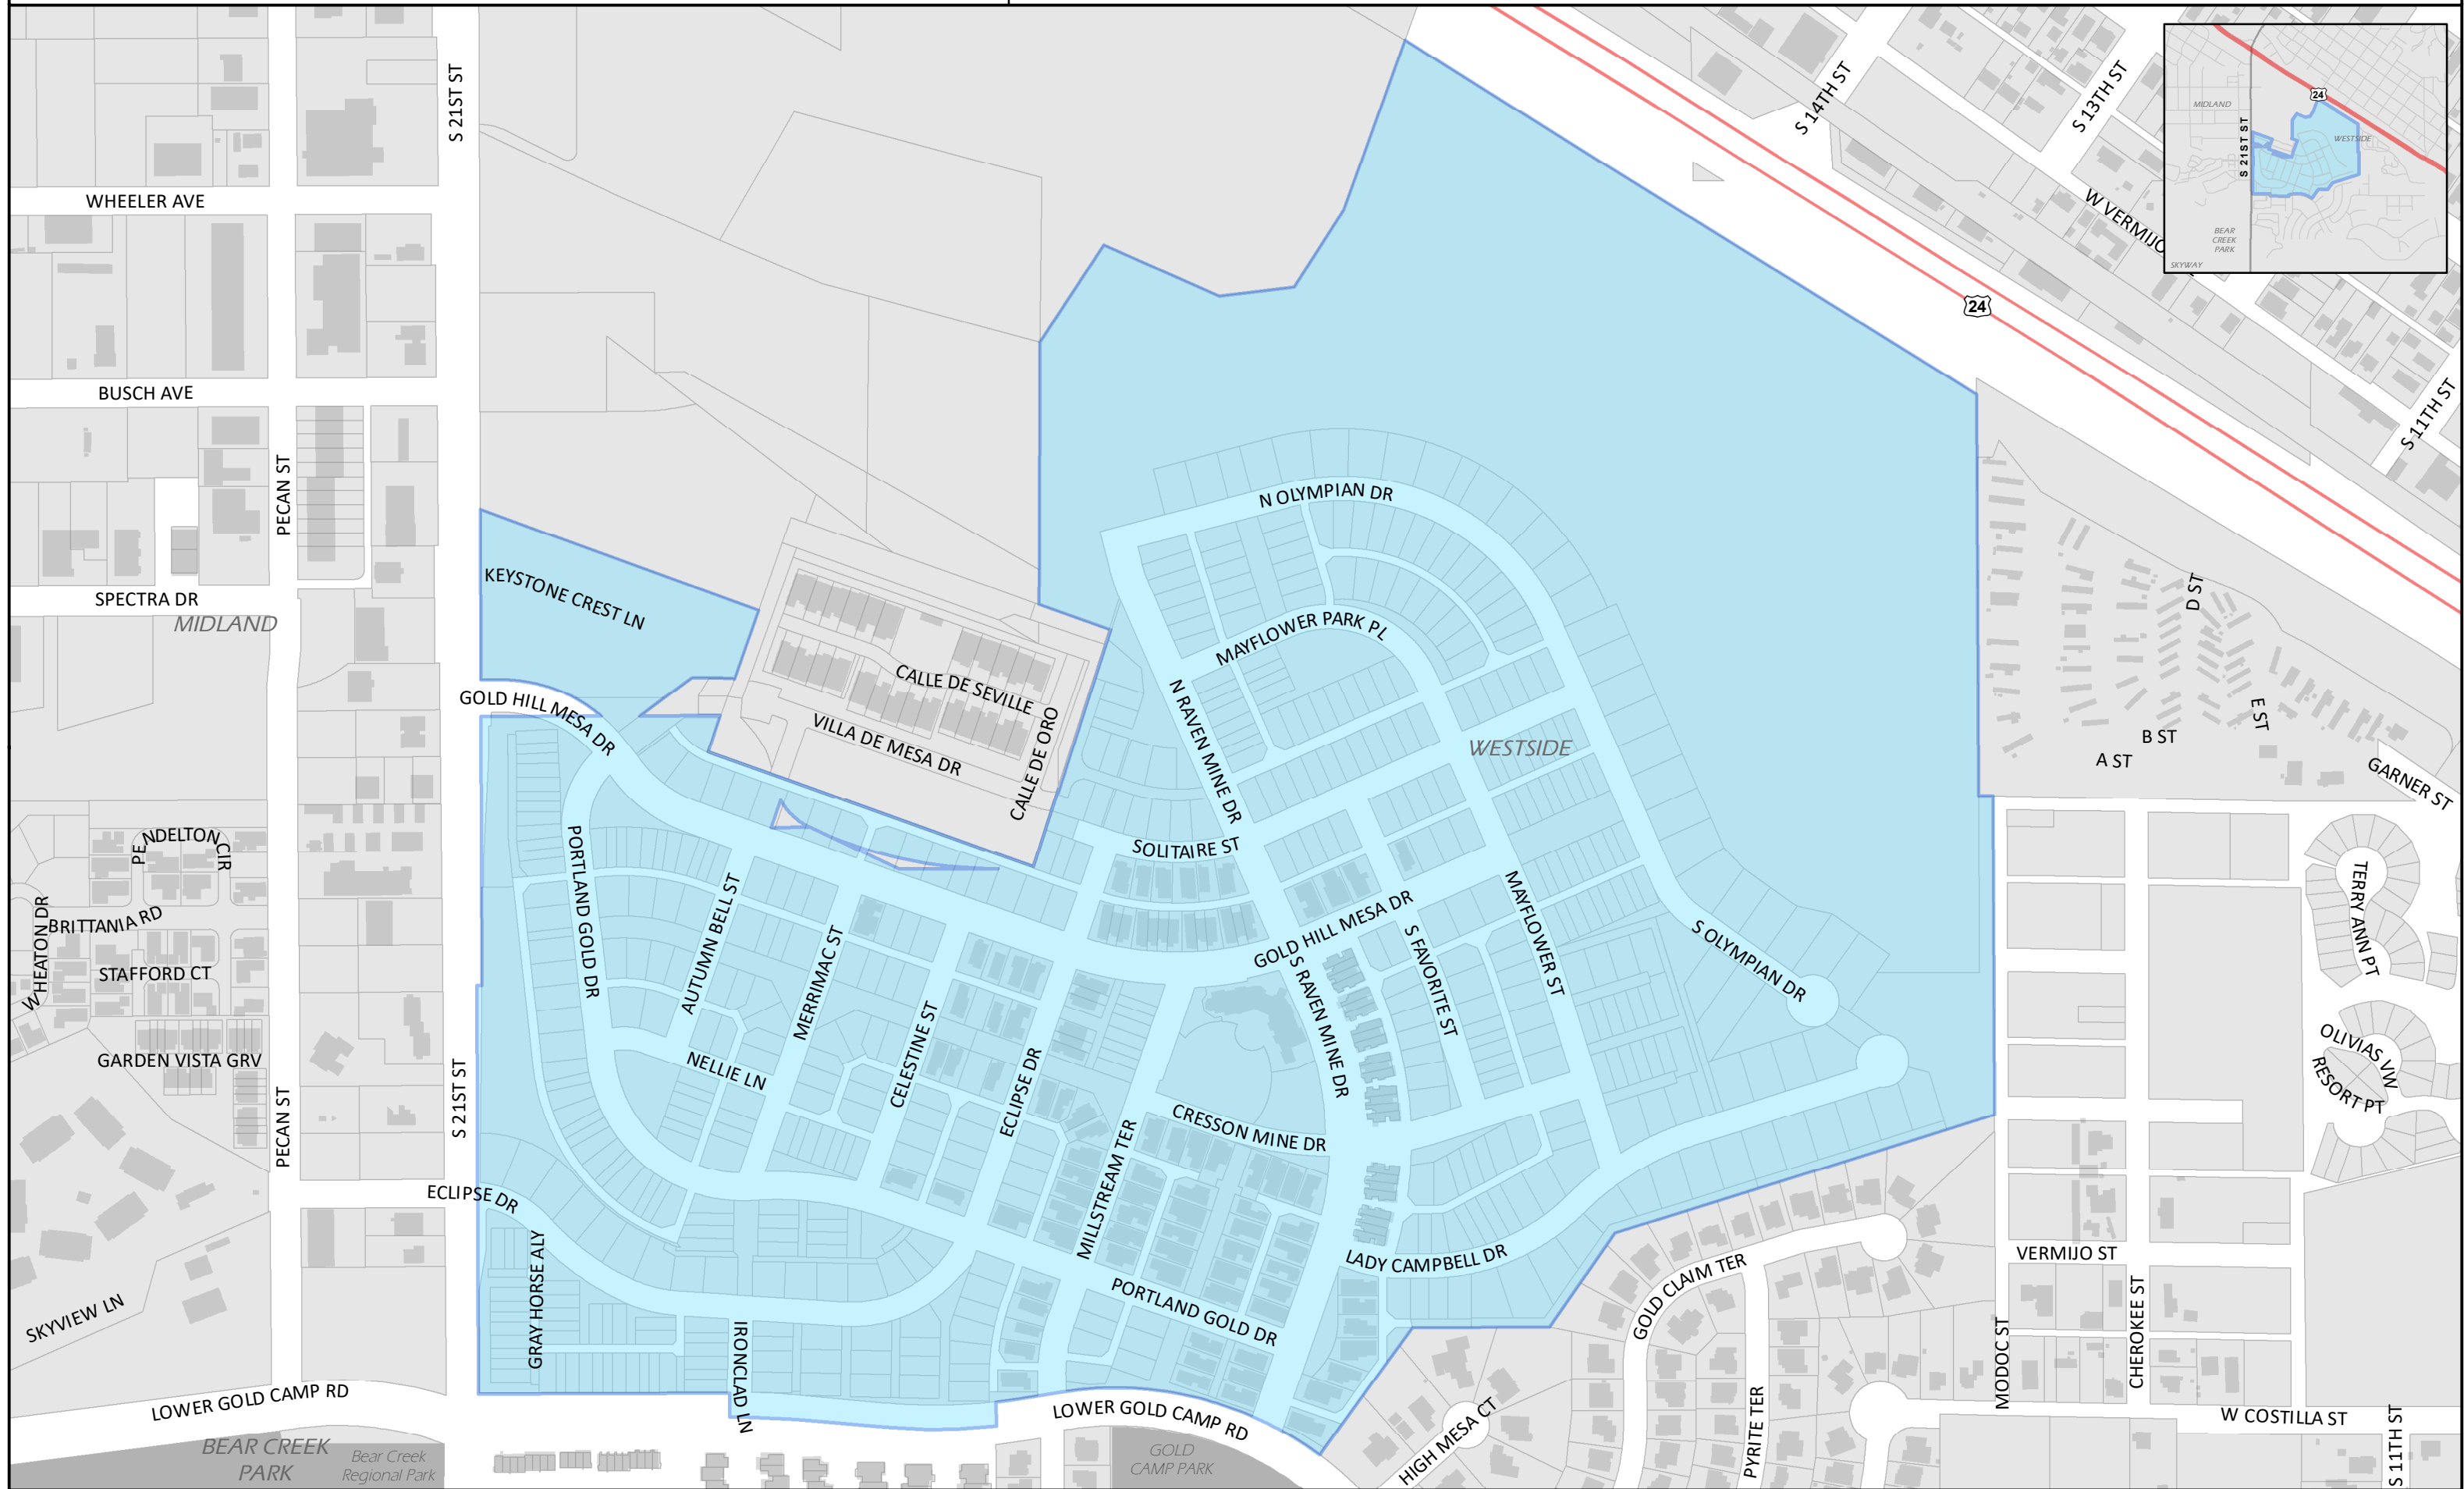 S 21ST ST
S 14TH ST
S 13TH ST
24
MIDLAND
WESTSIDE
S 21ST ST
BEAR
CREEK
PARK
SKYWAY
WHEELER AVE
W VERMIJO
24
BUSCH AVE
S 11TH ST
PECAN ST
N OLYMPIAN DR
KEYSTONE CREST LN
SPECTRA DR
MIDLAND
D ST
MAYFLOWER PARK PL
CALLE DE SEVILLE
GOLD HILL MESA DR
VILLA DE MESA DR
CALLE DE ORO
N RAVEN MINE DR
WESTSIDE
E ST
B ST
A ST
GARNER ST
PENDELTON CIR
PORTLAND GOLD DR
SOLITAIRE ST
AUTUMN BELL ST
MERRIMAC ST
GOLD HILL MESA DR
MAYFLOWER ST
S FAVORITE ST
S OLYMPIAN DR
TERRY ANN PT
W HEATON DR
BRITTANIA RD
STAFFORD CT
S RAVEN MINE DR
GARDEN VISTA GRV
NELLIE LN
CELESTINE ST
ECLIPSE DR
OLIVIAS VW
RESORT PT
PECAN ST
S 21ST ST
CRESSON MINE DR
MILLSTREAM TER
ECLIPSE DR
GRAY HORSE ALY
LADY CAMPBELL DR
GOLD CLAIM TER
VERMIJO ST
SKYVIEW LN
PORTLAND GOLD DR
IRONCLAD LN
MODOC ST
CHEROKEE ST
LOWER GOLD CAMP RD
LOWER GOLD CAMP RD
HIGH MESA CT
PYRITE TER
W COSTILLA ST
S 11TH ST
BEAR CREEK
PARK
Bear Creek
Regional Park
GOLD
CAMP PARK